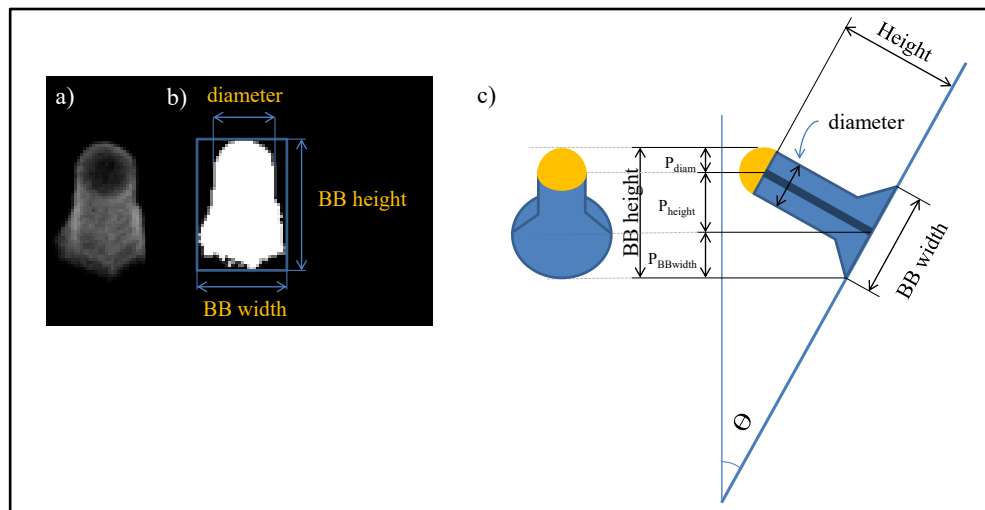 a)
b)
diameter
BB height
BB width
c)
Height
diameter
P_diam
BB height
P_height
P_BBwidth
BB width
Θ